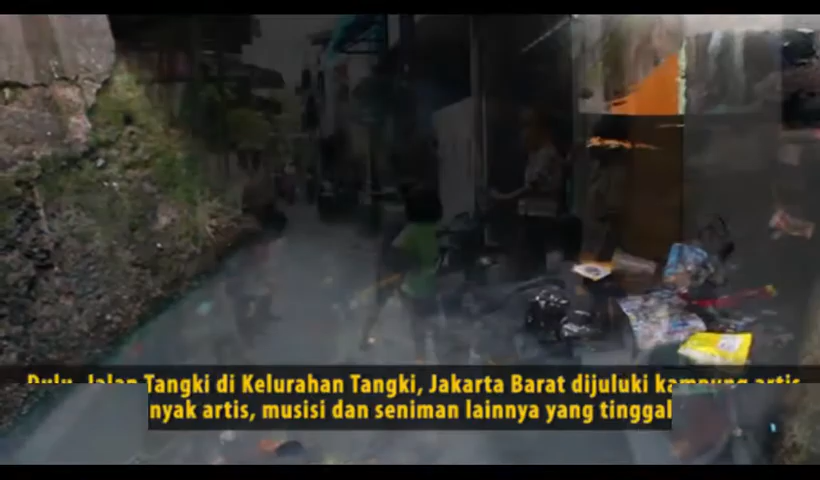 Dulu, Jalan Tangki di Kelurahan Tangki, Jakarta Barat dijuluki kampung artis
nyak artis, musisi dan seniman lainnya yang tinggal